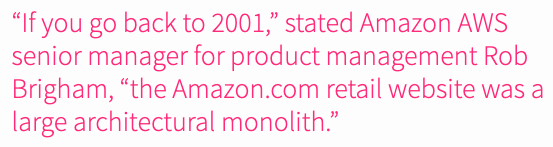 “If you go back to 2001,” stated Amazon AWS
senior manager for product management Rob
Brigham, “the Amazon.com retail website was a
large architectural monolith.”